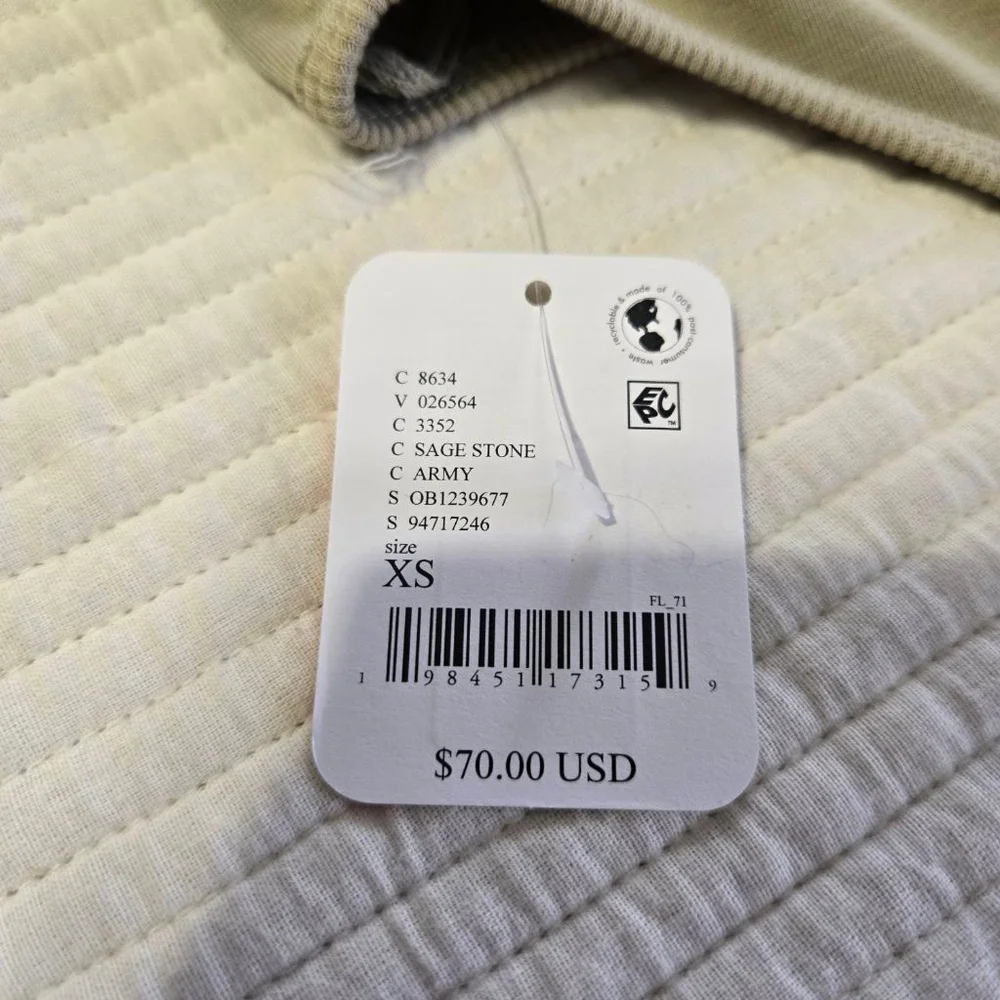 recyclable & made of 100% post-consumer waste •
EPC™
C 8634
V 026564
C 3352
C SAGE STONE
C ARMY
S OB1239677
S 94717246
size
XS
FL_71
1 98451 17315 9
$70.00 USD